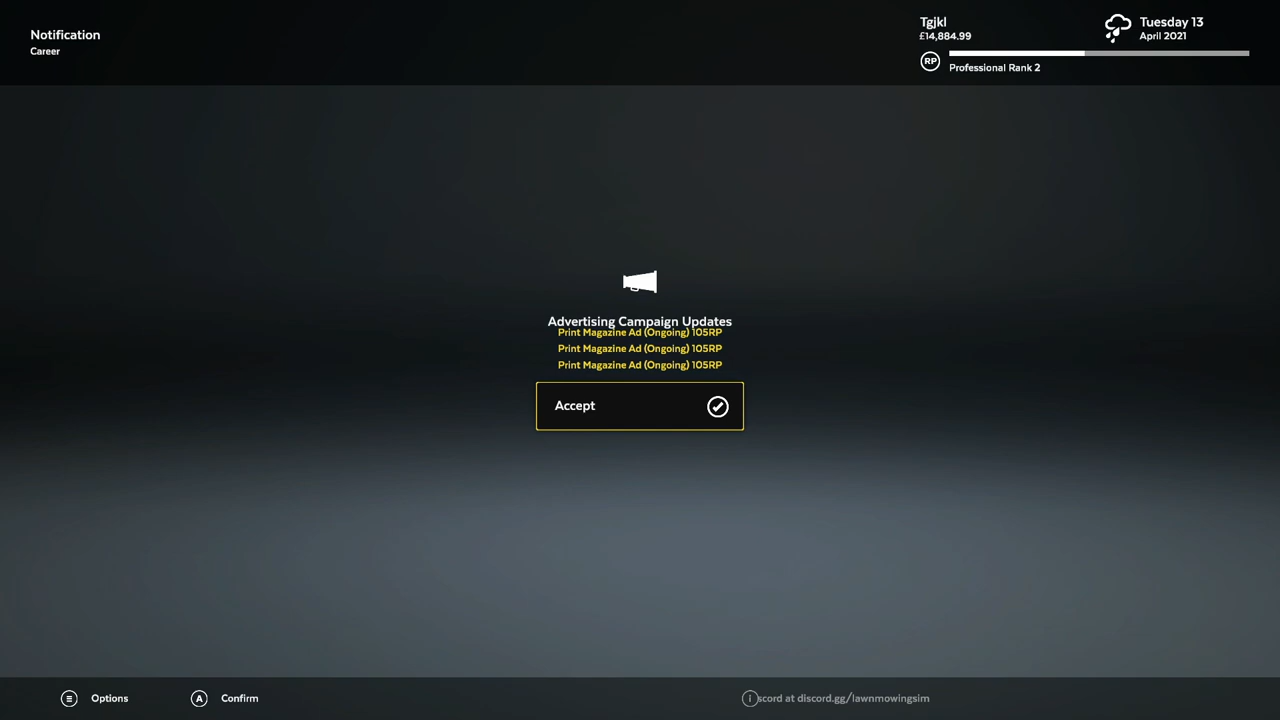 Notification
Career
Tgjkl
£14,884.99
Tuesday 13
April 2021
RP
Professional Rank 2
Advertising Campaign Updates
Print Magazine Ad (Ongoing) 105RP
Print Magazine Ad (Ongoing) 105RP
Print Magazine Ad (Ongoing) 105RP
Accept
Options
A Confirm
scord at discord.gg/lawnmowingsim